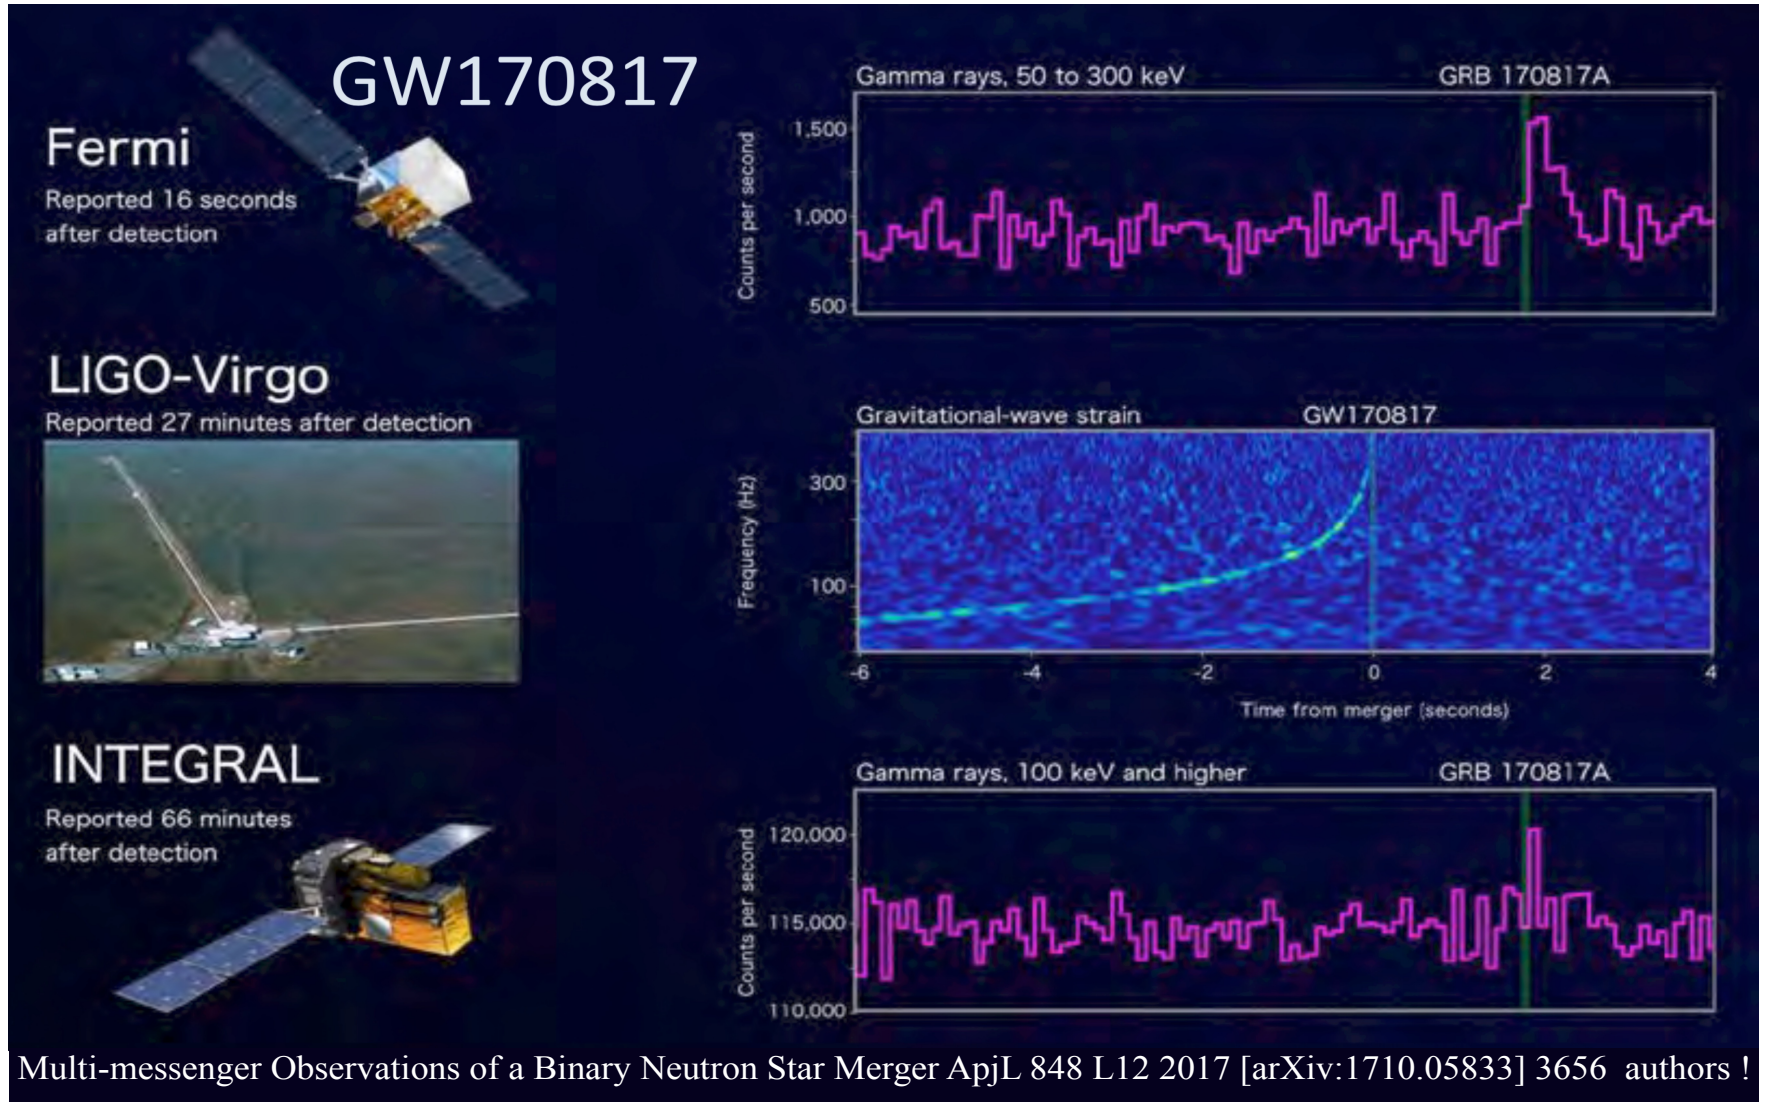 GW170817
Fermi
Reported 16 seconds
after detection
Gamma rays, 50 to 300 keV
GRB 170817A
Counts per second
1,500
1,000
500
LIGO-Virgo
Reported 27 minutes after detection
Gravitational-wave strain
GW170817
Frequency (Hz)
300
100
-6 -4 -2 0 2 4
Time from merger (seconds)
INTEGRAL
Reported 66 minutes
after detection
Gamma rays, 100 keV and higher
GRB 170817A
Counts per second
120,000
115,000
110,000
Multi-messenger Observations of a Binary Neutron Star Merger ApjL 848 L12 2017 [arXiv:1710.05833] 3656 authors !